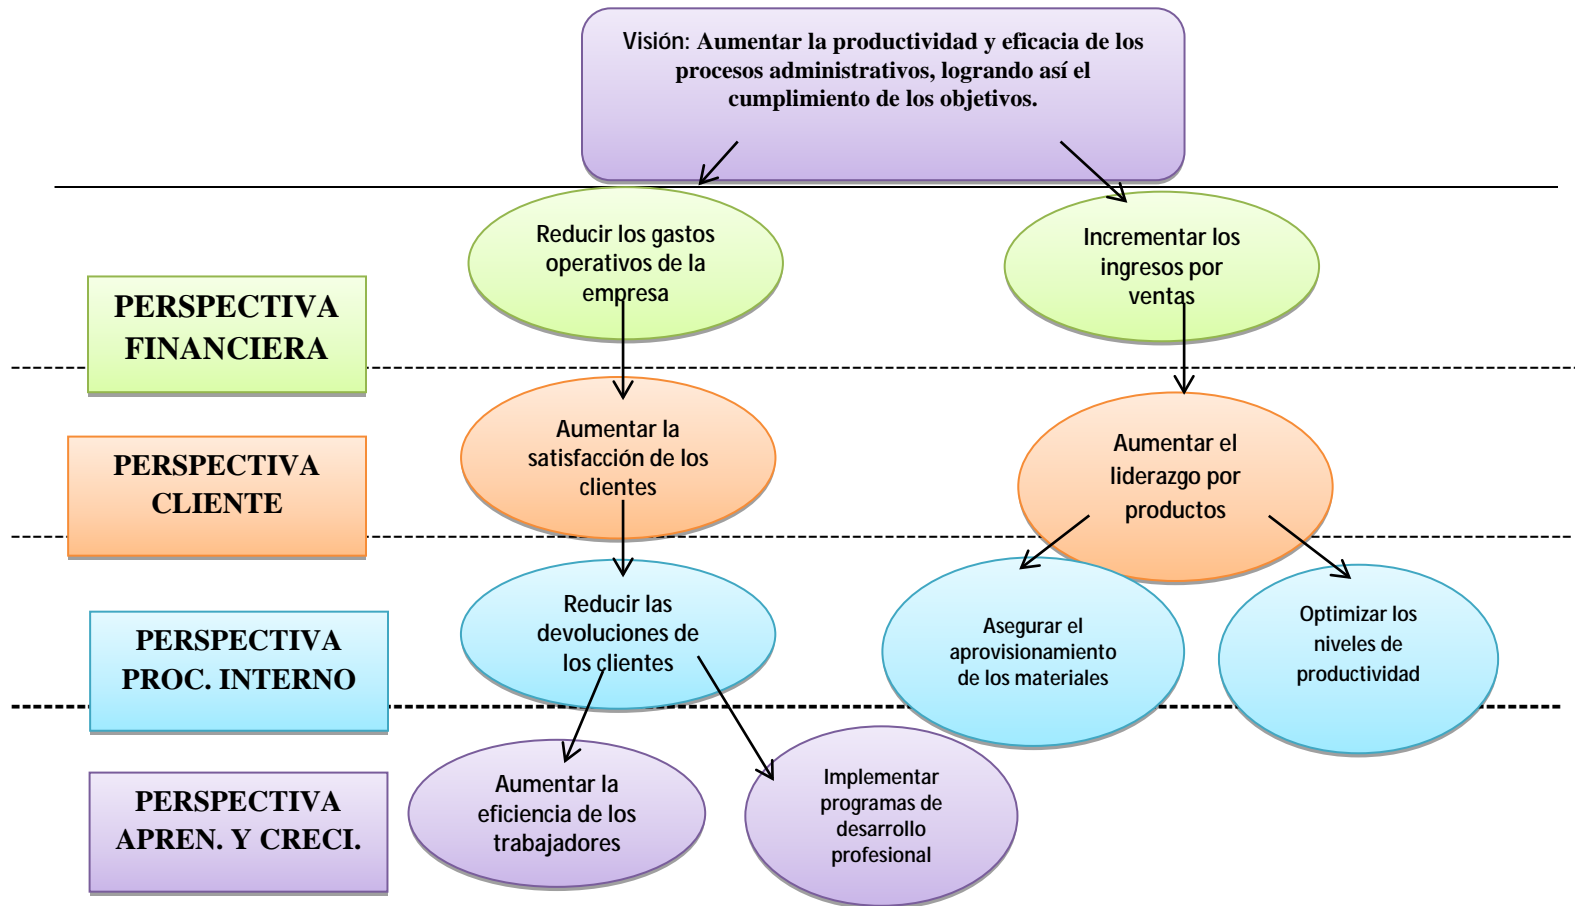 Visión: Aumentar la productividad y eficacia de los
procesos administrativos, logrando así el
cumplimiento de los objetivos.
Reducir los gastos
operativos de la
empresa
Incrementar los
ingresos por
ventas
PERSPECTIVA
FINANCIERA
Aumentar la
satisfacción de los
clientes
Aumentar el
liderazgo por
productos
PERSPECTIVA
CLIENTE
Reducir las
devoluciones de
los clientes
Asegurar el
aprovisionamiento
de los materiales
Optimizar los
niveles de
productividad
PERSPECTIVA
PROC. INTERNO
Aumentar la
eficiencia de los
trabajadores
Implementar
programas de
desarrollo
profesional
PERSPECTIVA
APREN. Y CRECI.